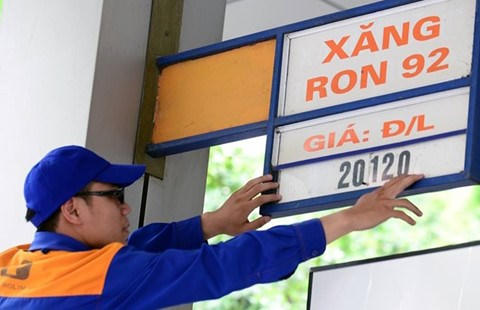 XĂNG
RON 92
GIÁ: Đ/L
20120